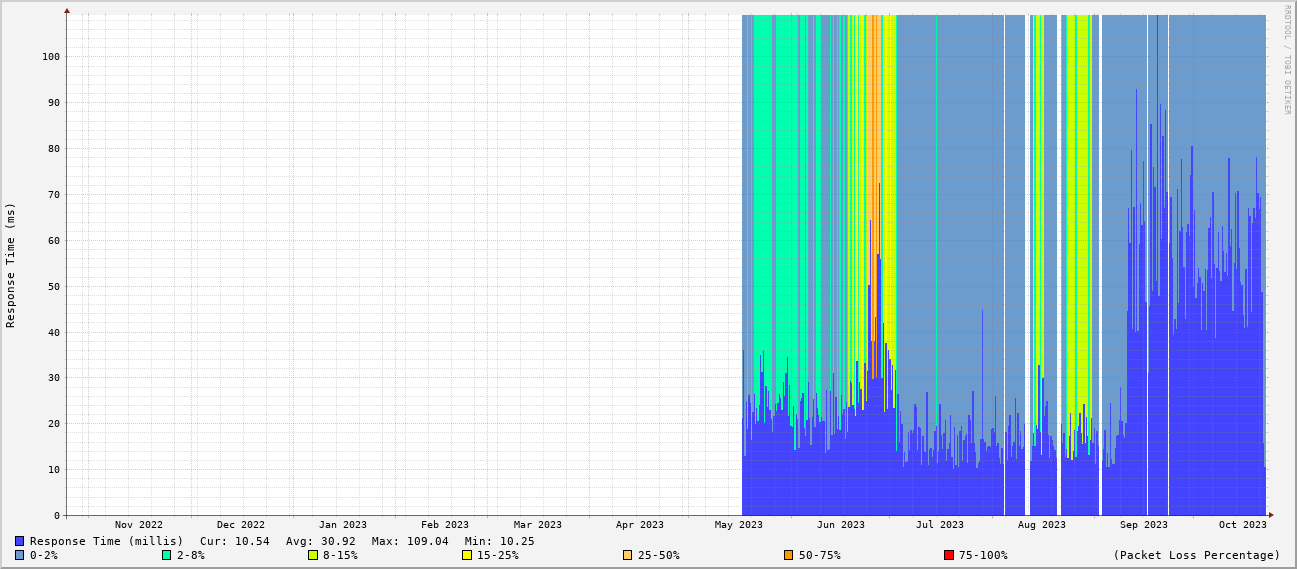 RRDTOOL / TOBI OETIKER
Response Time (ms)
100
90
80
70
60
50
40
30
20
10
0
Nov 2022 Dec 2022 Jan 2023 Feb 2023 Mar 2023 Apr 2023 May 2023 Jun 2023 Jul 2023 Aug 2023 Sep 2023 Oct 2023
Response Time (millis) Cur: 10.54 Avg: 30.92 Max: 109.04 Min: 10.25
0-2% 2-8% 8-15% 15-25% 25-50% 50-75% 75-100% (Packet Loss Percentage)